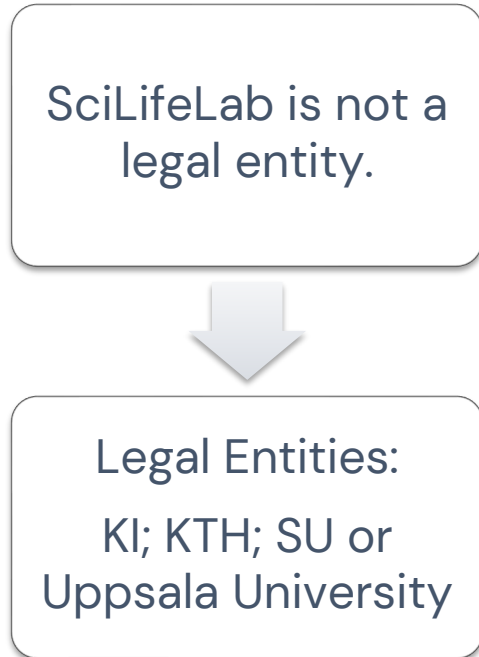 SciLifeLab is not a
legal entity.
Legal Entities:
KI; KTH; SU or
Uppsala University